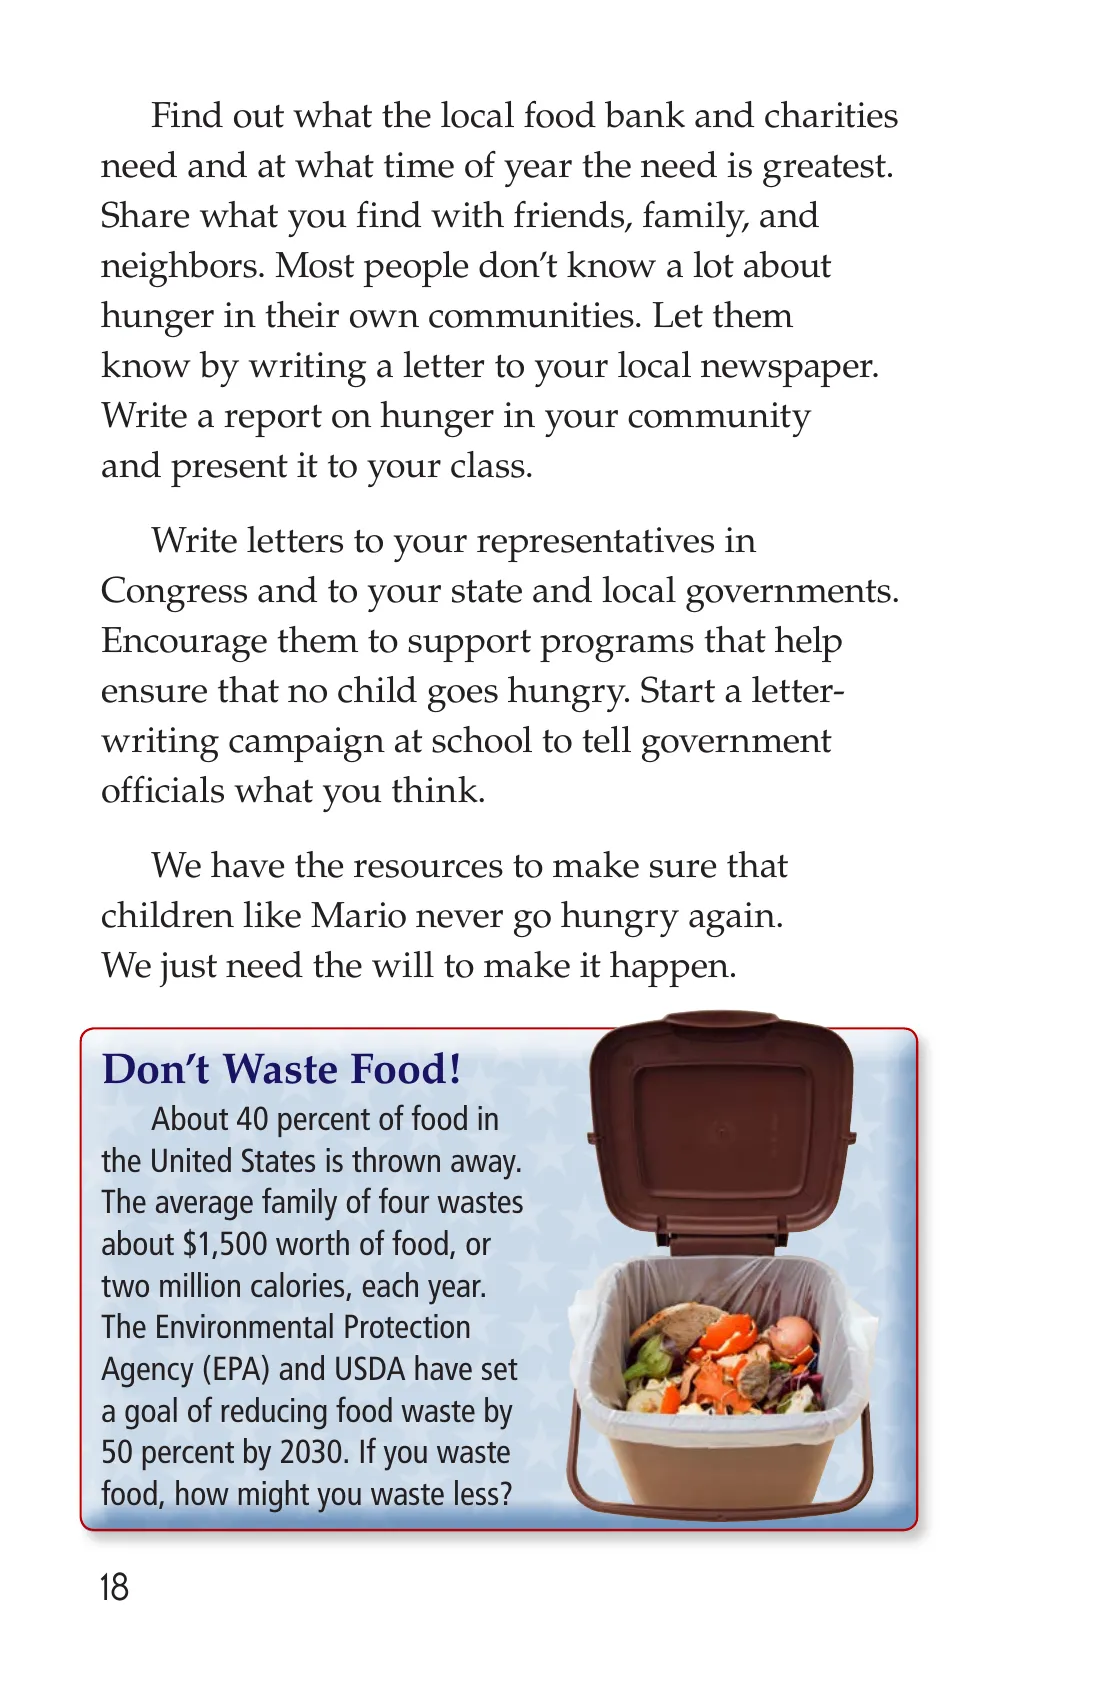 Find out what the local food bank and charities
need and at what time of year the need is greatest.
Share what you find with friends, family, and
neighbors. Most people don’t know a lot about
hunger in their own communities. Let them
know by writing a letter to your local newspaper.
Write a report on hunger in your community
and present it to your class.
Write letters to your representatives in
Congress and to your state and local governments.
Encourage them to support programs that help
ensure that no child goes hungry. Start a letter-
writing campaign at school to tell government
officials what you think.
We have the resources to make sure that
children like Mario never go hungry again.
We just need the will to make it happen.
Don’t Waste Food!
About 40 percent of food in
the United States is thrown away.
The average family of four wastes
about $1,500 worth of food, or
two million calories, each year.
The Environmental Protection
Agency (EPA) and USDA have set
a goal of reducing food waste by
50 percent by 2030. If you waste
food, how might you waste less?
18